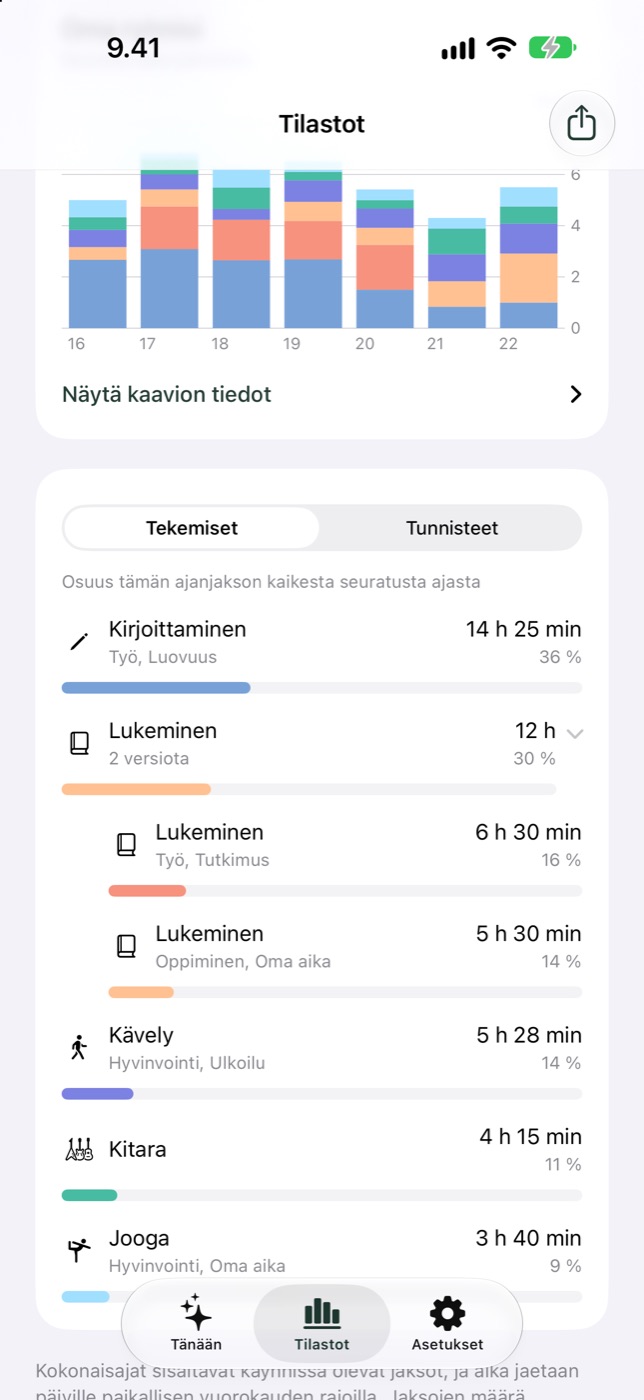 9.41
Tilastot
6
4
2
0
16 17 18 19 20 21 22
Näytä kaavion tiedot
Tekemiset Tunnisteet
Osuus tämän ajanjakson kaikesta seuratusta ajasta
Kirjoittaminen 14 h 25 min
Työ, Luovuus 36 %
Lukeminen 12 h
2 versiota 30 %
Lukeminen 6 h 30 min
Työ, Tutkimus 16 %
Lukeminen 5 h 30 min
Oppiminen, Oma aika 14 %
Kävely 5 h 28 min
Hyvinvointi, Ulkoilu 14 %
Kitara 4 h 15 min
11 %
Jooga 3 h 40 min
Hyvinvointi, Oma aika 9 %
Tänään Tilastot Asetukset
Kokonaisajat sisältävät käynnissä olevat jaksot, ja aika jaetaan
päiville paikallisen vuorokauden rajoilla. Jaksojen määrä